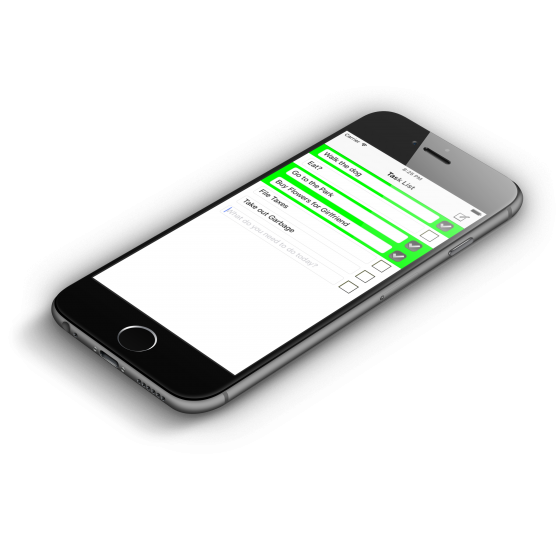 Carrier
8:25 PM
Task List
Walk the dog
Eat?
Go to the Park
Buy Flowers for Girlfriend
File Taxes
Take out Garbage
What do you need to do today?